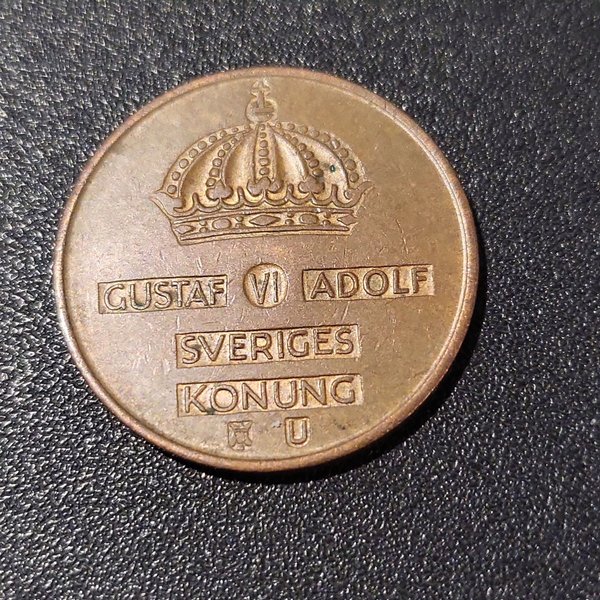 GUSTAF VI ADOLF
SVERIGES
KONUNG
U